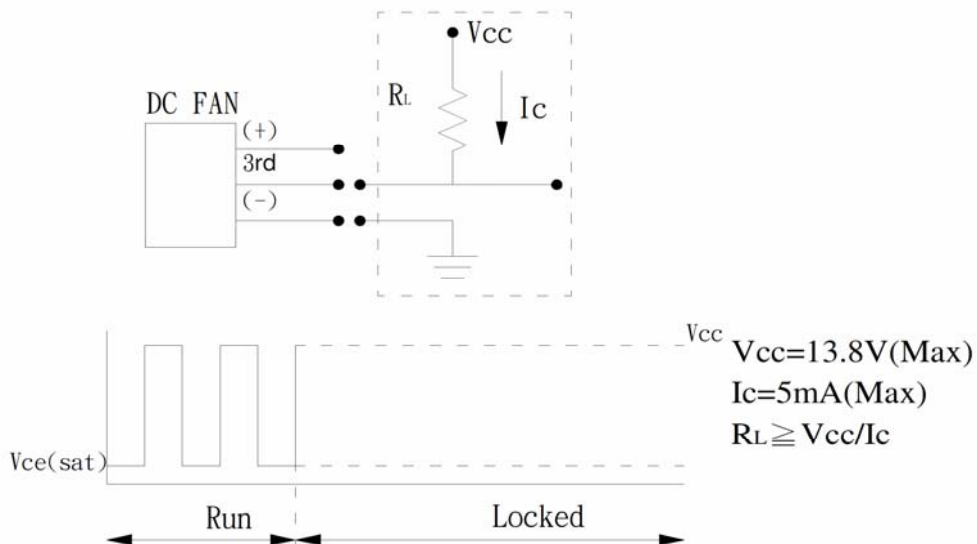 Vcc
RL
Ic
DC FAN
(+)
3rd
(-)
Vcc
Vcc=13.8V(Max)
Ic=5mA(Max)
RL≧Vcc/Ic
Vce(sat)
Run
Locked